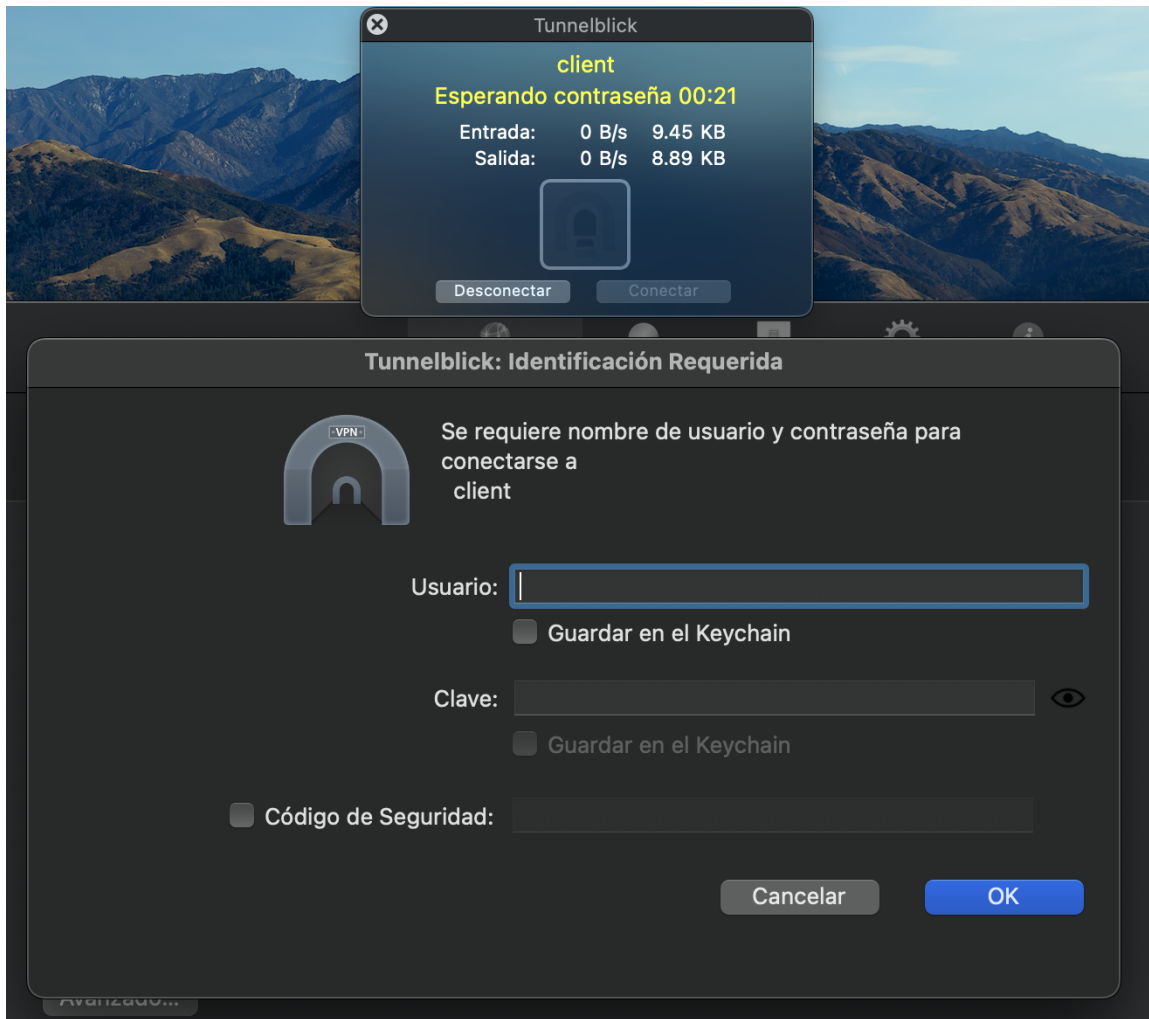 Tunnelblick
client
Esperando contraseña 00:21
Entrada: 0 B/s 9.45 KB
Salida: 0 B/s 8.89 KB
Desconectar Conectar
Tunnelblick: Identificación Requerida
VPN
Se requiere nombre de usuario y contraseña para
conectarse a
client
Usuario:
Guardar en el Keychain
Clave:
Guardar en el Keychain
Código de Seguridad:
Cancelar OK
Avanzado...